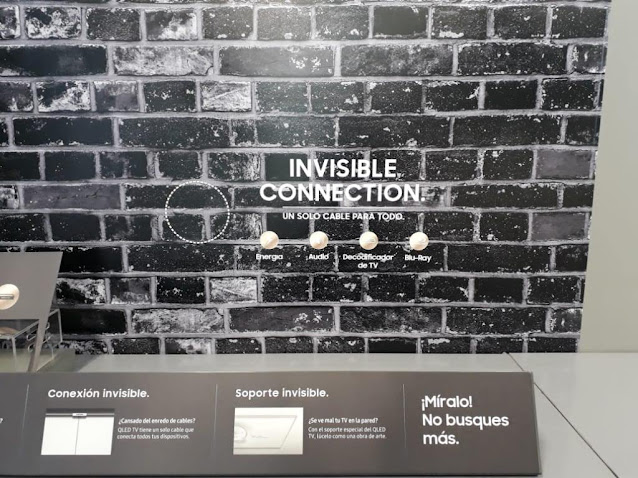 INVISIBLE.
CONNECTION.
UN SOLO CABLE PARA TODO.
Energía
Audio
Decodificador
de TV
Blu-Ray
Conexión invisible.
¿Cansado del enredo de cables?
QLED TV tiene un solo cable que
conecta todos tus dispositivos.
Soporte invisible.
¿Se ve mal tu TV en la pared?
Con el soporte especial del QLED
TV, lúcelo como una obra de arte.
¡Míralo!
No busques
más.